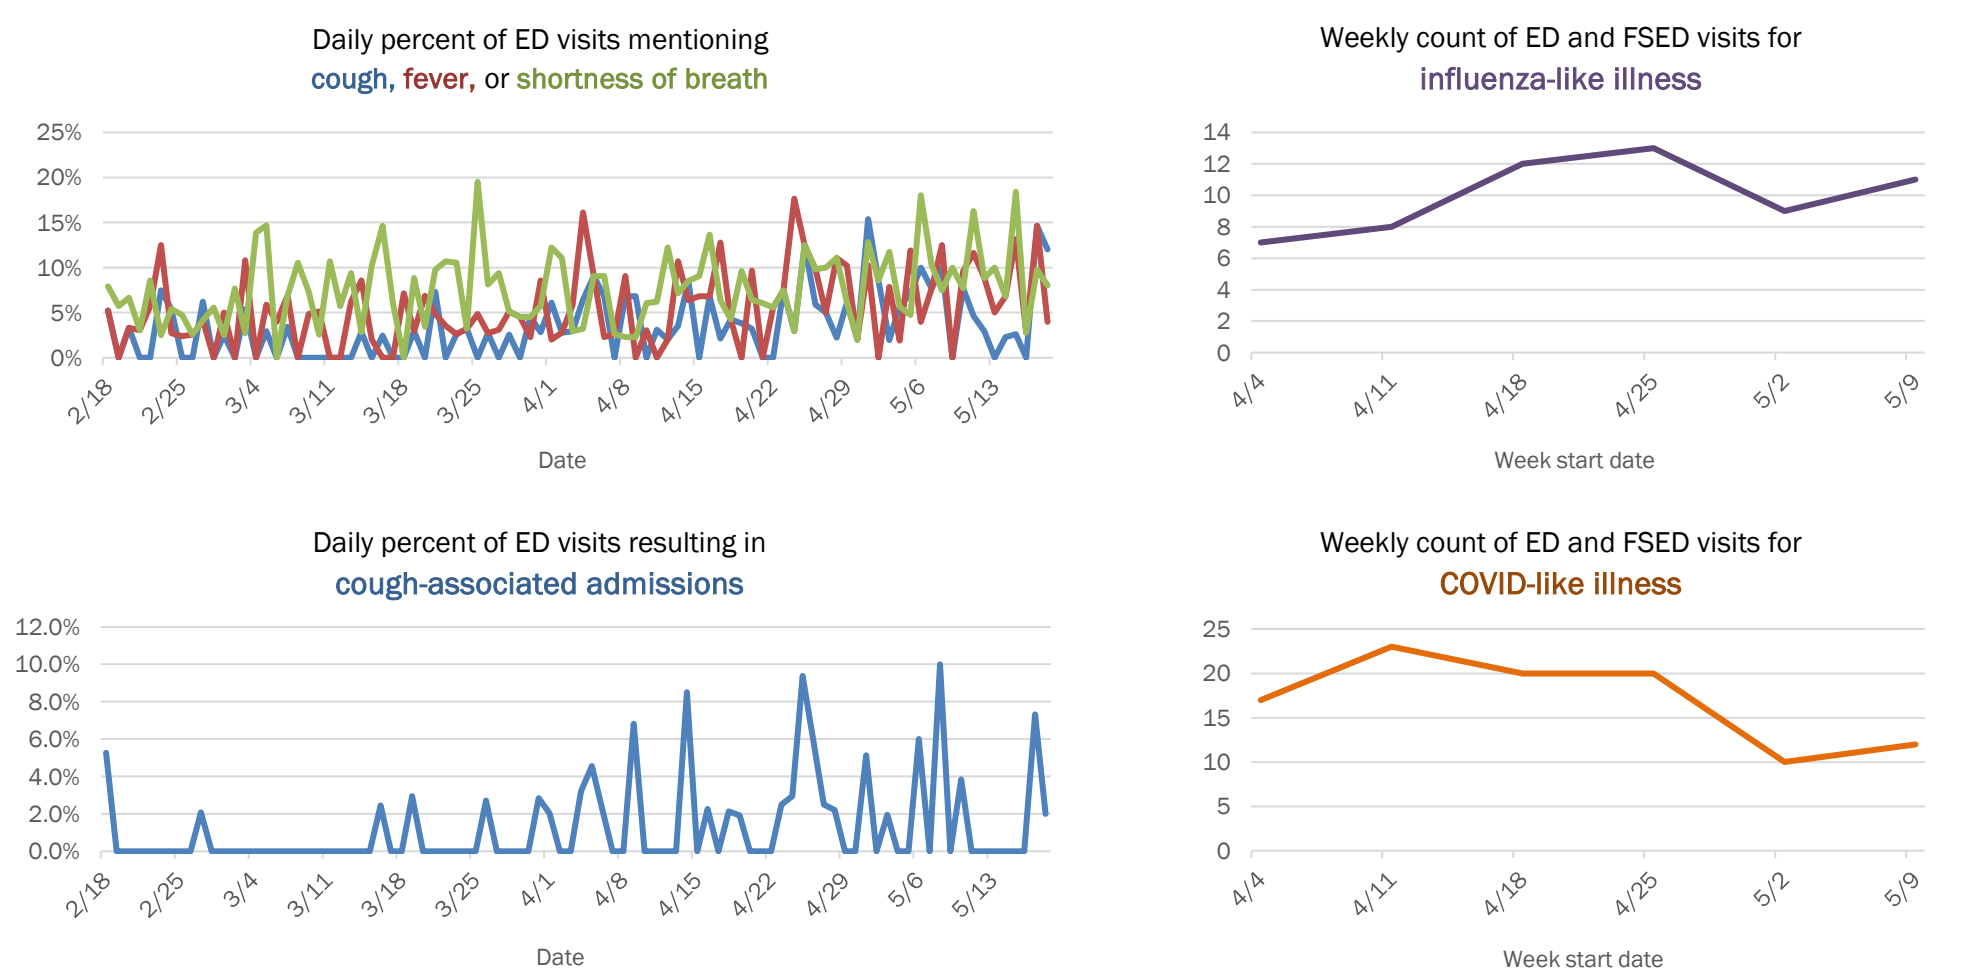 Daily percent of ED visits mentioning
cough, fever, or shortness of breath
25%
20%
15%
10%
5%
0%
2/18 2/25 3/4 3/11 3/18 3/25 4/1 4/8 4/15 4/22 4/29 5/6 5/13
Date
Weekly count of ED and FSED visits for
influenza-like illness
14
12
10
8
6
4
2
0
4/4 4/11 4/18 4/25 5/2 5/9
Week start date
Daily percent of ED visits resulting in
cough-associated admissions
12.0%
10.0%
8.0%
6.0%
4.0%
2.0%
0.0%
2/18 2/25 3/4 3/11 3/18 3/25 4/1 4/8 4/15 4/22 4/29 5/6 5/13
Date
Weekly count of ED and FSED visits for
COVID-like illness
25
20
15
10
5
0
4/4 4/11 4/18 4/25 5/2 5/9
Week start date